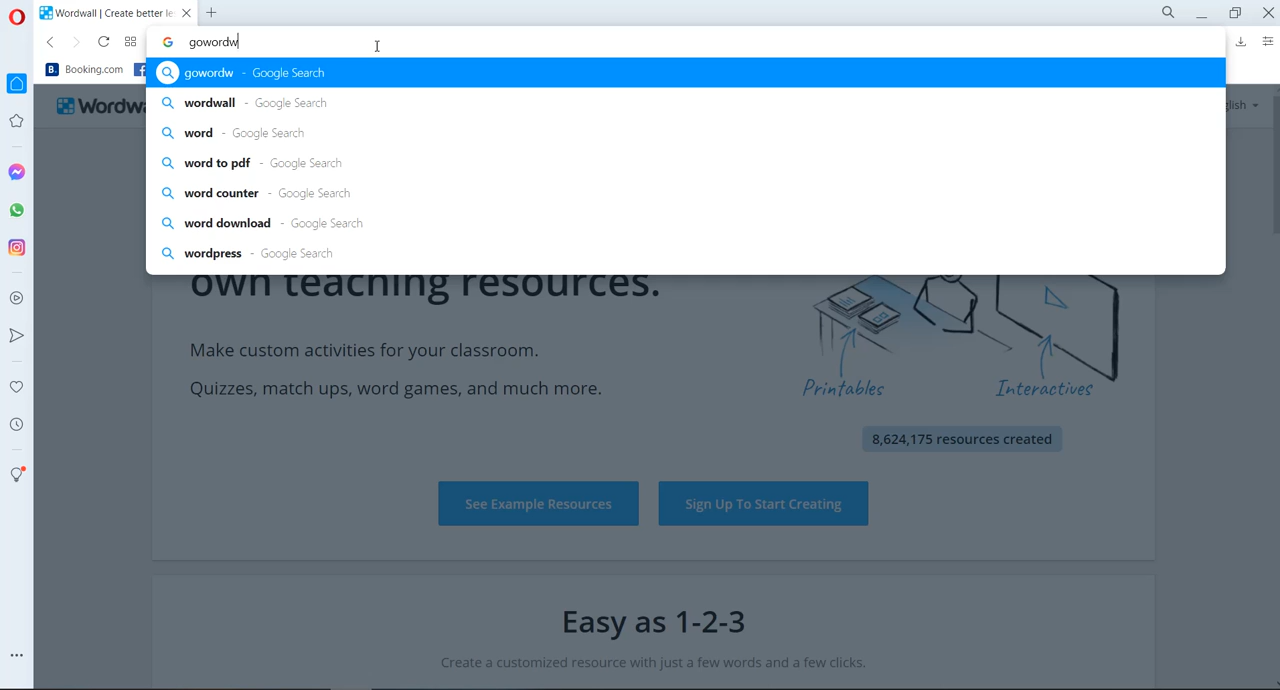 Wordwall | Create better les
gowordw
Booking.com
gowordw - Google Search
wordwall - Google Search
word - Google Search
word to pdf - Google Search
word counter - Google Search
word download - Google Search
wordpress - Google Search
own teaching resources.
Make custom activities for your classroom.
Quizzes, match ups, word games, and much more.
Printables
Interactives
8,624,175 resources created
See Example Resources
Sign Up To Start Creating
Easy as 1-2-3
Create a customized resource with just a few words and a few clicks.